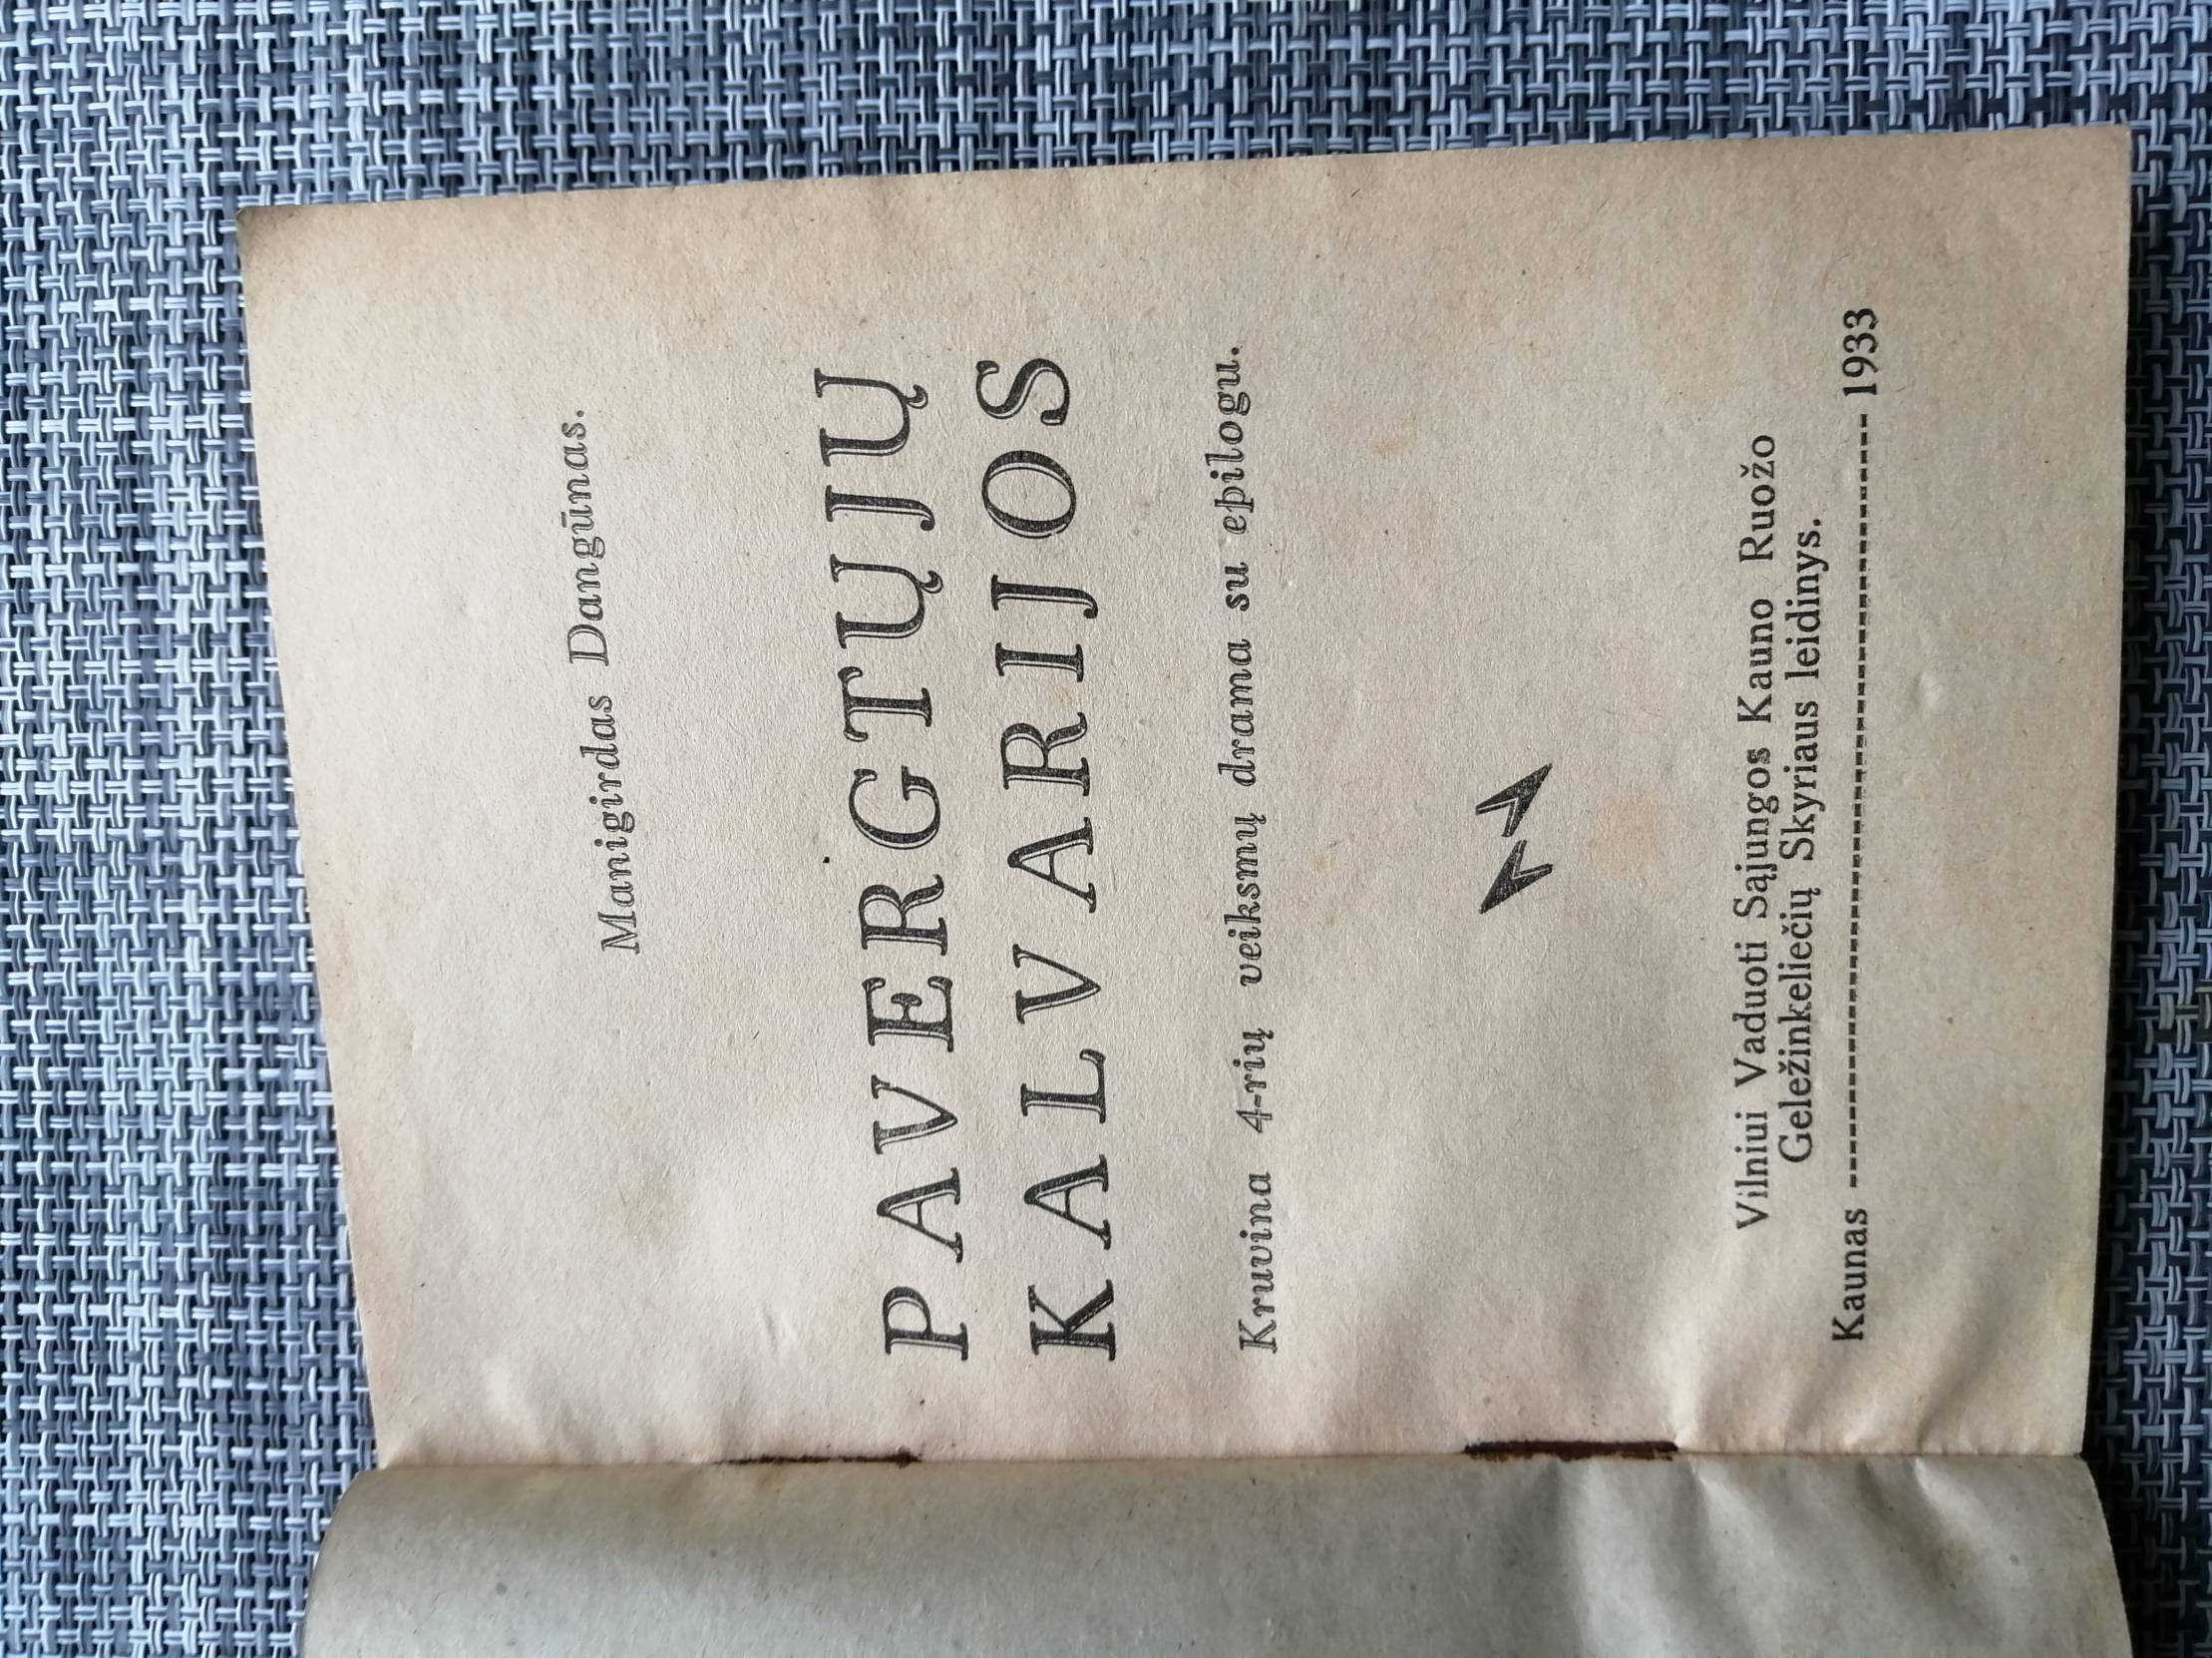 Manigirdas Dangūnas.
PAVERGTŲJŲ
KALVARIJOS
Kruvina 4-rių veiksmų drama su epilogu.
Vilniui Vaduoti Sąjungos Kauno Ruožo
Geležinkeliečių Skyriaus leidinys.
Kaunas ---------------------------------- 1933